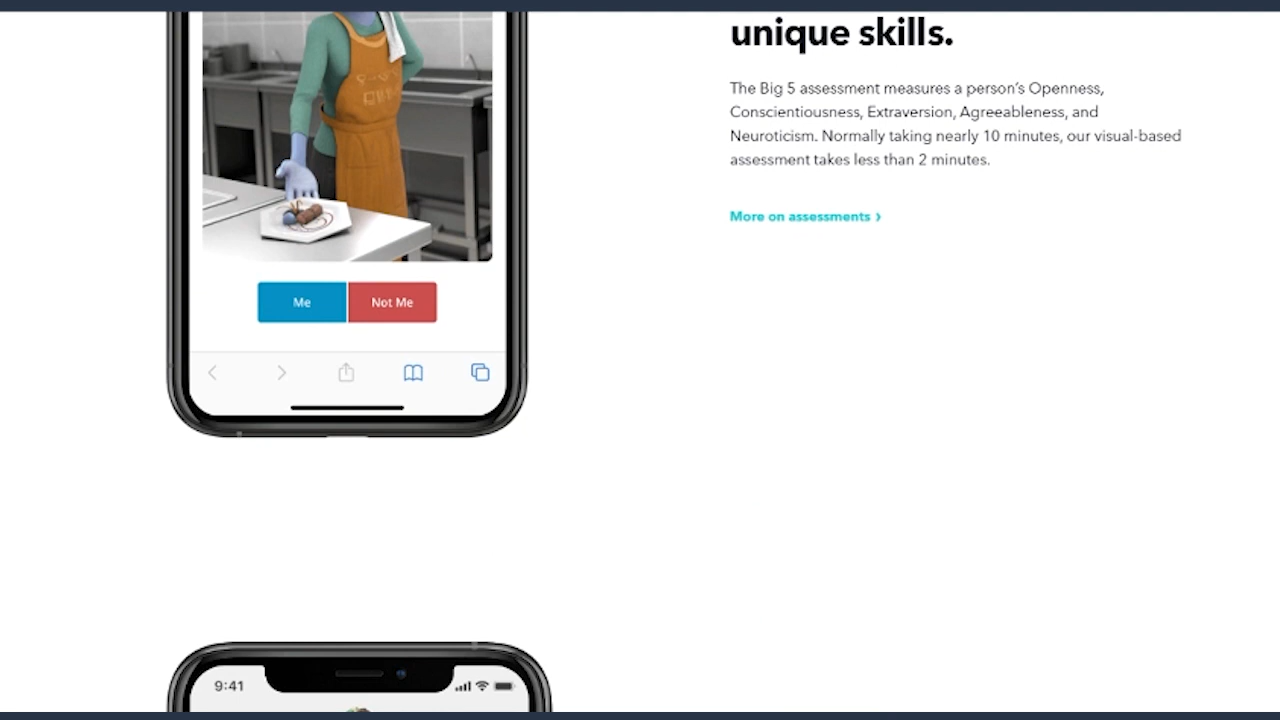 unique skills.
The Big 5 assessment measures a person's Openness,
Conscientiousness, Extraversion, Agreeableness, and
Neuroticism. Normally taking nearly 10 minutes, our visual-based
assessment takes less than 2 minutes.
More on assessments ›
Me
Not Me
9:41